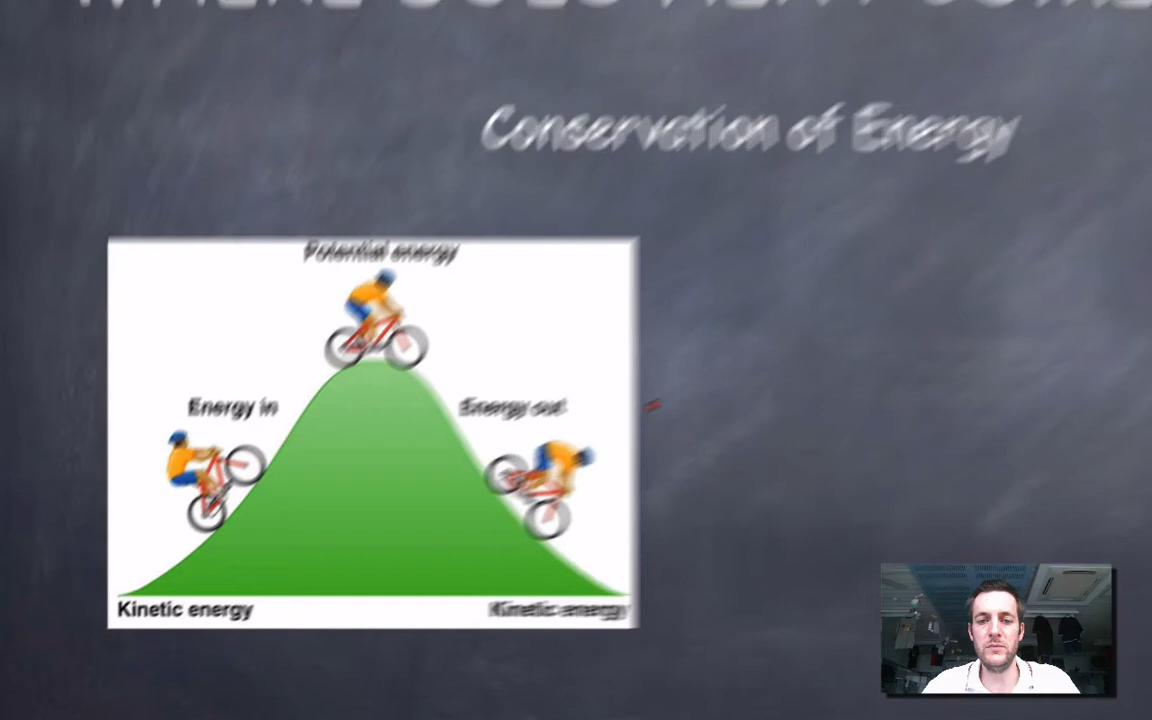 Conservation of Energy
Potential energy
Energy in
Energy out
Kinetic energy
Kinetic energy